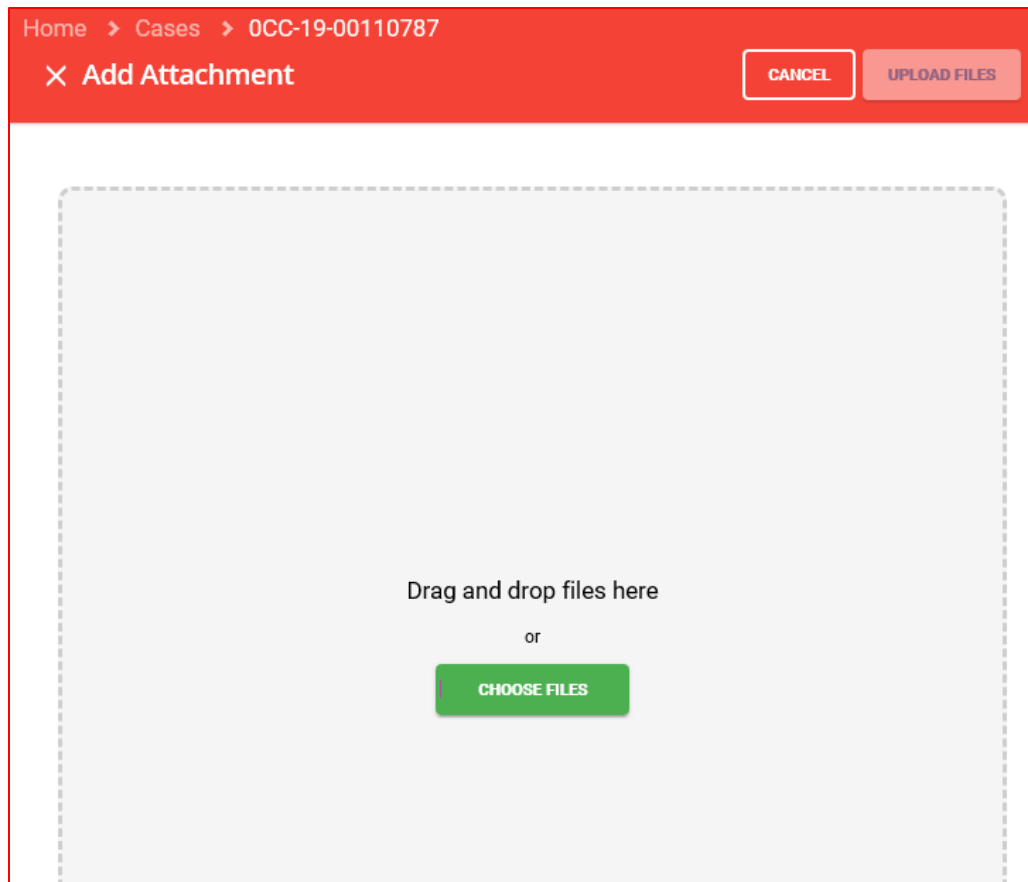 Home > Cases > 0CC-19-00110787
× Add Attachment
CANCEL
UPLOAD FILES
Drag and drop files here
or
CHOOSE FILES